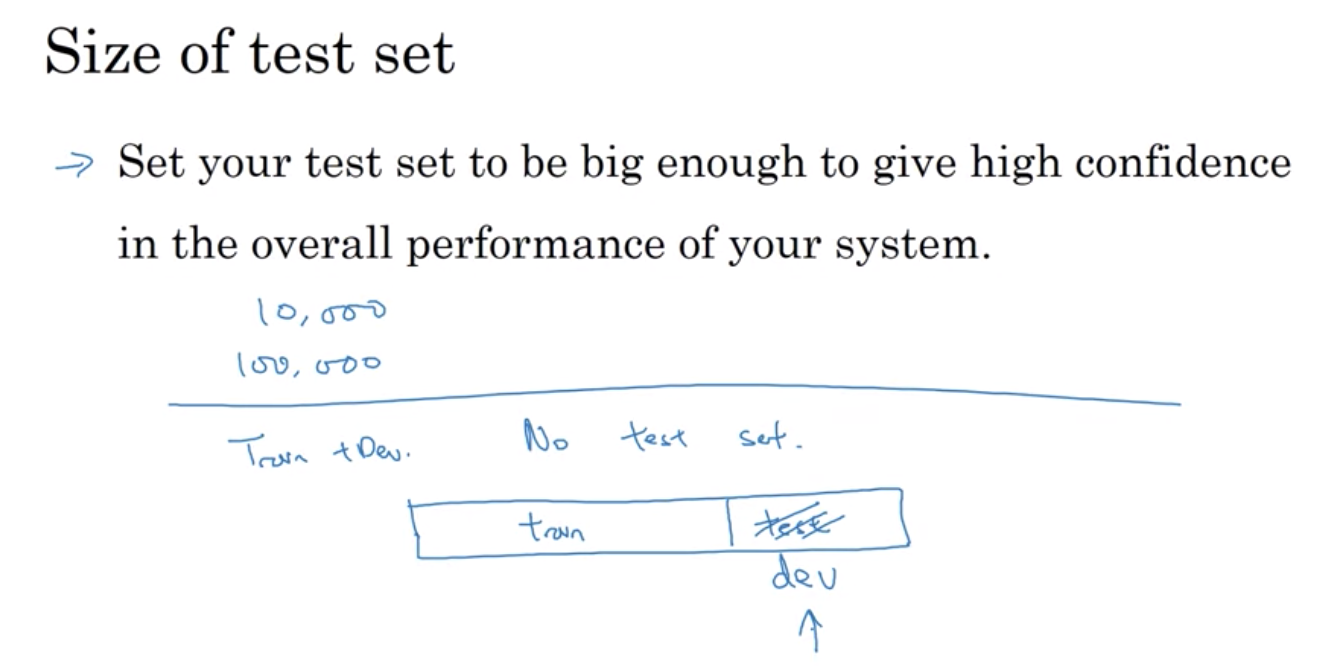 Size of test set
→ Set your test set to be big enough to give high confidence
in the overall performance of your system.
10,000
100,000
Train + Dev. No test set.
train test
dev
↑